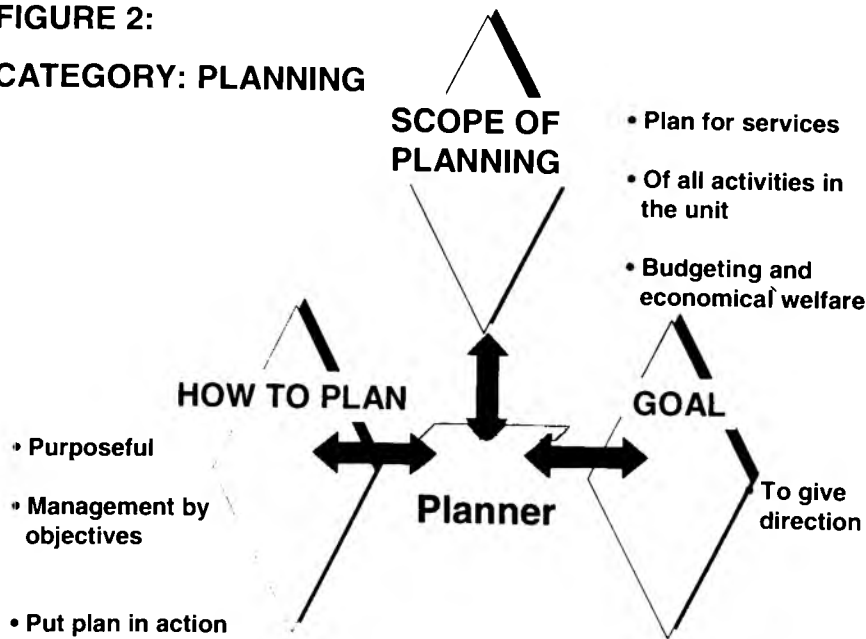 FIGURE 2:
CATEGORY: PLANNING
SCOPE OF
PLANNING
• Plan for services
• Of all activities in
the unit
• Budgeting and
economical welfare
HOW TO PLAN
• Purposeful
• Management by
objectives
• Put plan in action
Planner
GOAL
• To give
direction